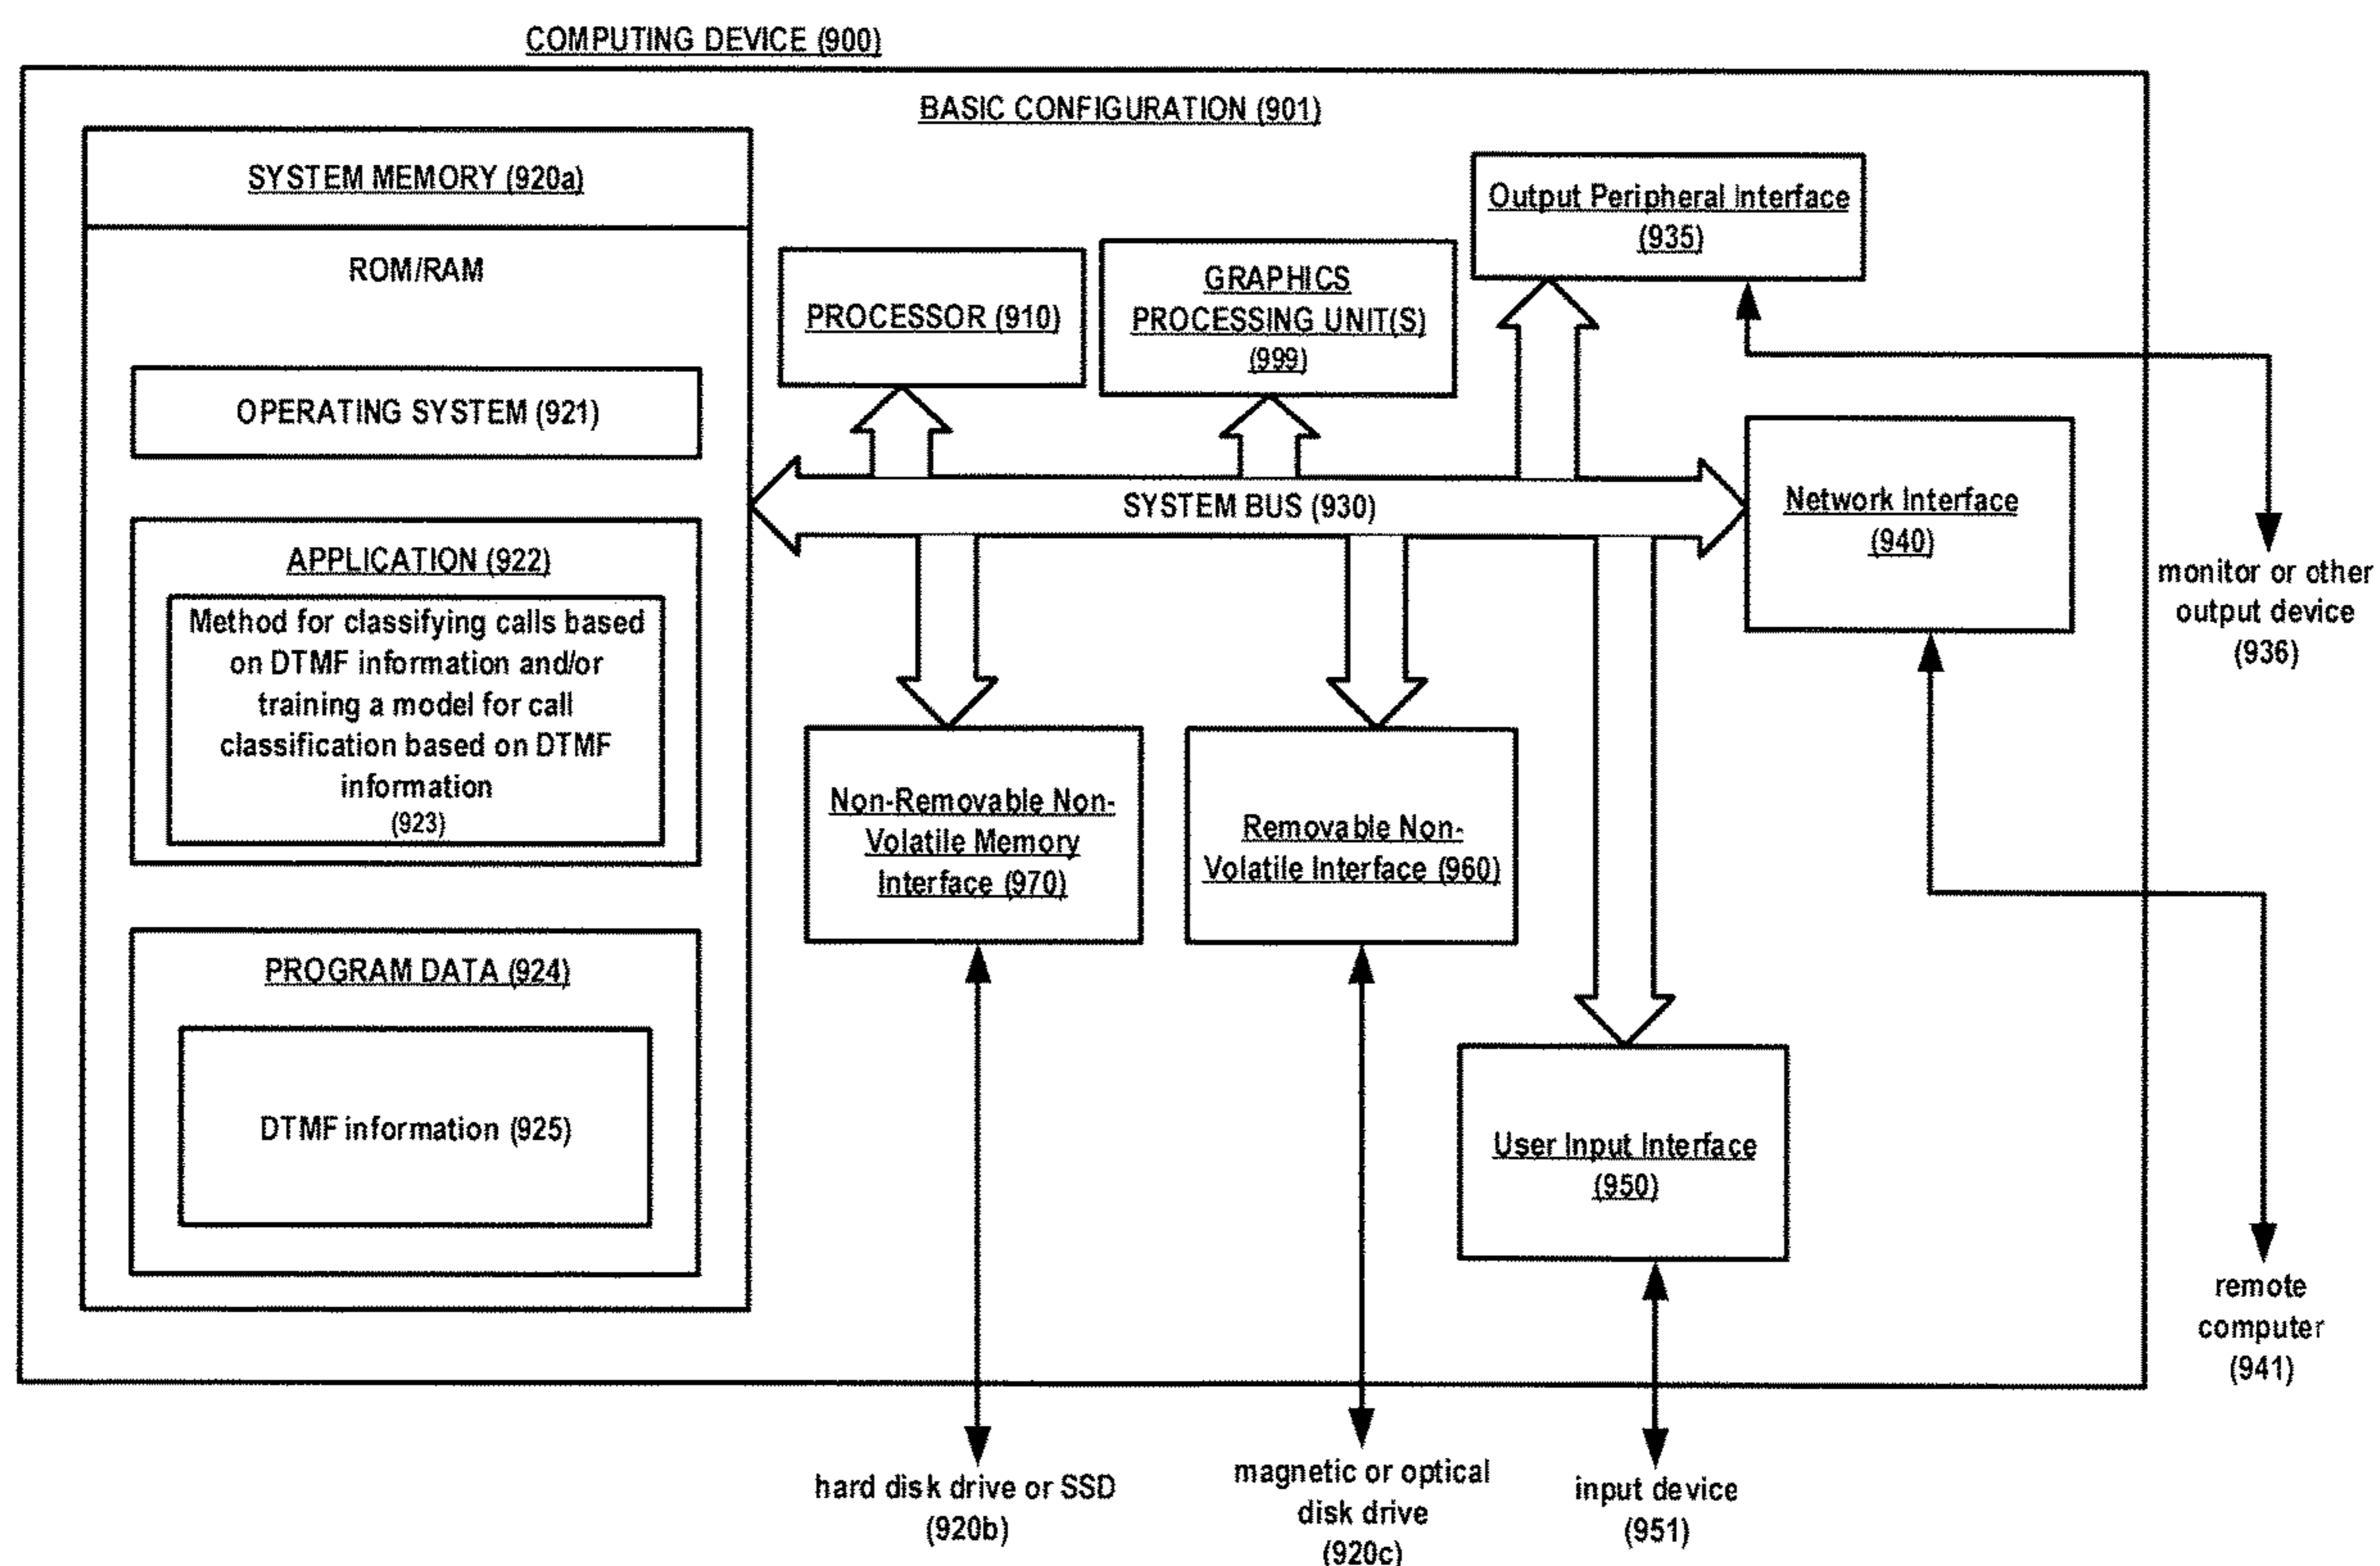 COMPUTING DEVICE (900)
BASIC CONFIGURATION (901)
SYSTEM MEMORY (920a)
ROM/RAM
OPERATING SYSTEM (921)
APPLICATION (922)
Method for classifying calls based
on DTMF information and/or
training a model for call
classification based on DTMF
information
(923)
PROGRAM DATA (924)
DTMF information (925)
PROCESSOR (910)
GRAPHICS
PROCESSING UNIT(S)
(999)
Output Peripheral Interface
(935)
SYSTEM BUS (930)
Network Interface
(940)
monitor or other
output device
(936)
Non-Removable Non-
Volatile Memory
Interface (970)
Removable Non-
Volatile Interface (960)
User Input Interface
(950)
remote
computer
(941)
hard disk drive or SSD
(920b)
magnetic or optical
disk drive
(920c)
input device
(951)